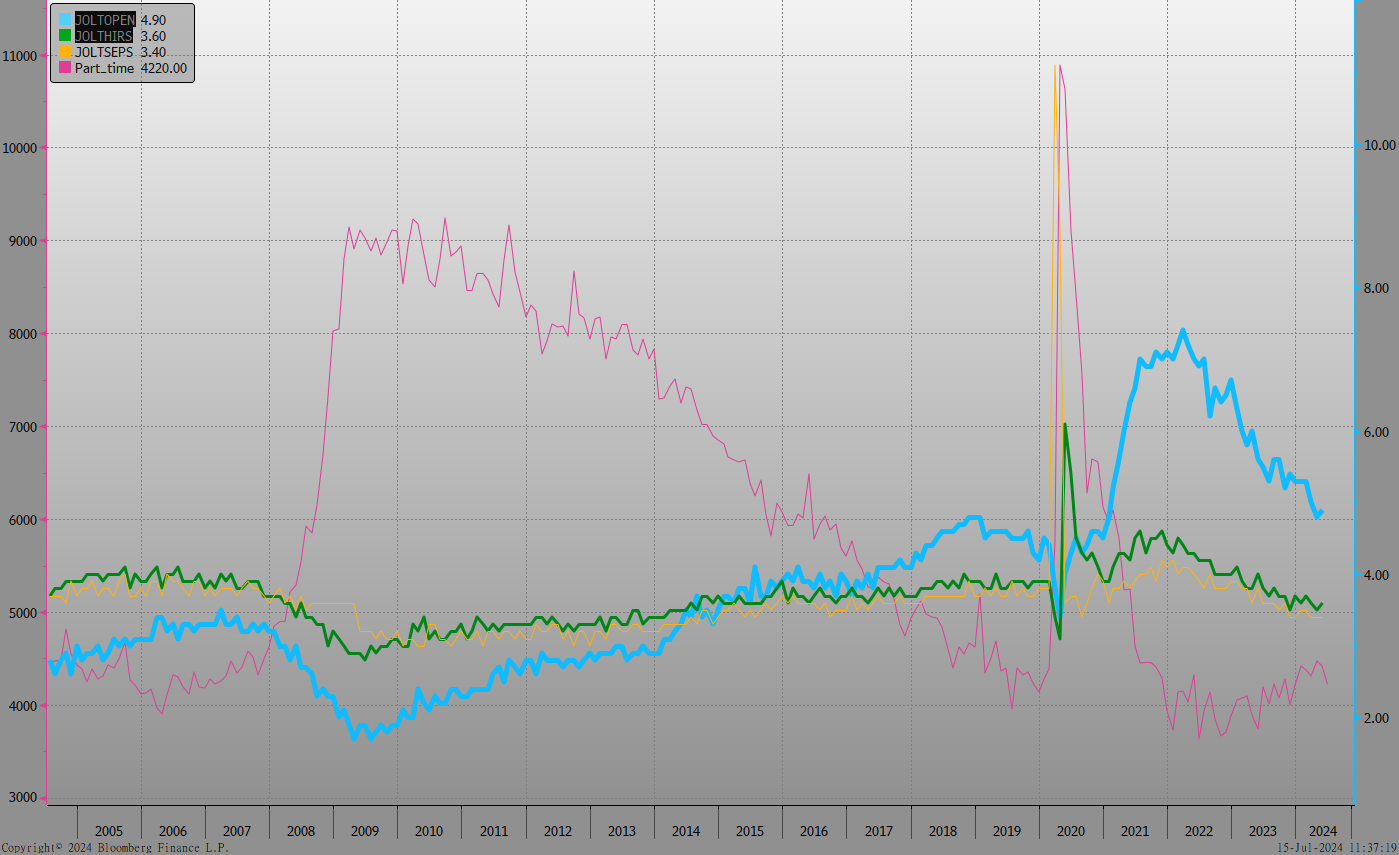 JOLTOPEN 4.90
JOLTHIRS 3.60
JOLTSEPS 3.40
Part_time 4220.00
11000
10000
9000
8000
7000
6000
5000
4000
3000
10.00
8.00
6.00
4.00
2.00
2005 2006 2007 2008 2009 2010 2011 2012 2013 2014 2015 2016 2017 2018 2019 2020 2021 2022 2023 2024
Copyright© 2024 Bloomberg Finance L.P. 15-Jul-2024 11:37:19